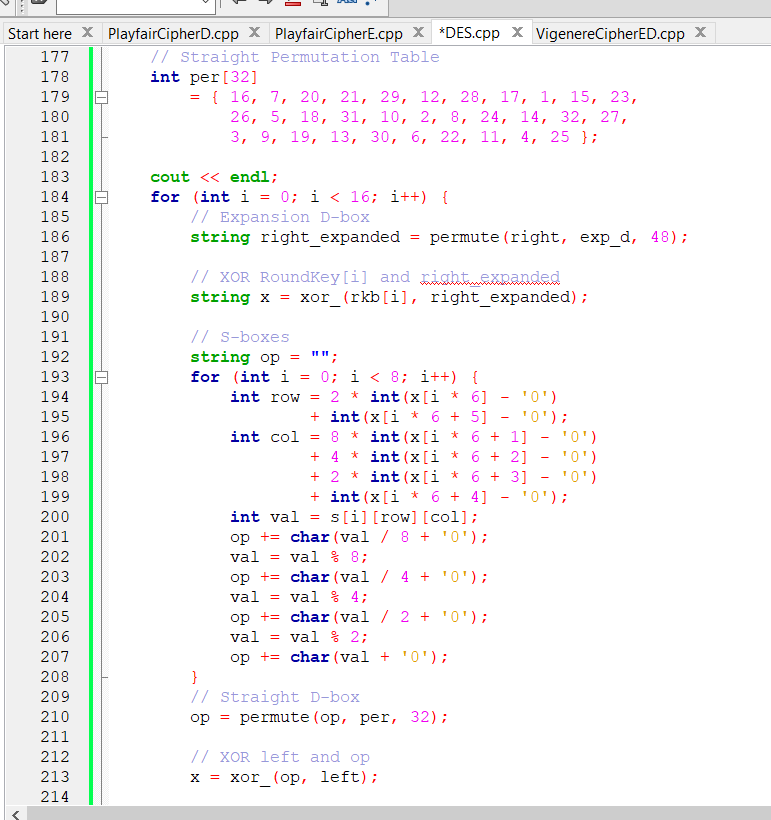 Start here PlayfairCipherD.cpp PlayfairCipherE.cpp *DES.cpp VigenereCipherED.cpp
177 // Straight Permutation Table
178 int per[32]
179 = { 16, 7, 20, 21, 29, 12, 28, 17, 1, 15, 23,
180 26, 5, 18, 31, 10, 2, 8, 24, 14, 32, 27,
181 3, 9, 19, 13, 30, 6, 22, 11, 4, 25 };
182
183 cout << endl;
184 for (int i = 0; i < 16; i++) {
185 // Expansion D-box
186 string right_expanded = permute(right, exp_d, 48);
187
188 // XOR RoundKey[i] and right_expanded
189 string x = xor_(rkb[i], right_expanded);
190
191 // S-boxes
192 string op = "";
193 for (int i = 0; i < 8; i++) {
194 int row = 2 * int(x[i * 6] - '0')
195 + int(x[i * 6 + 5] - '0');
196 int col = 8 * int(x[i * 6 + 1] - '0')
197 + 4 * int(x[i * 6 + 2] - '0')
198 + 2 * int(x[i * 6 + 3] - '0')
199 + int(x[i * 6 + 4] - '0');
200 int val = s[i][row][col];
201 op += char(val / 8 + '0');
202 val = val % 8;
203 op += char(val / 4 + '0');
204 val = val % 4;
205 op += char(val / 2 + '0');
206 val = val % 2;
207 op += char(val + '0');
208 }
209 // Straight D-box
210 op = permute(op, per, 32);
211
212 // XOR left and op
213 x = xor_(op, left);
214